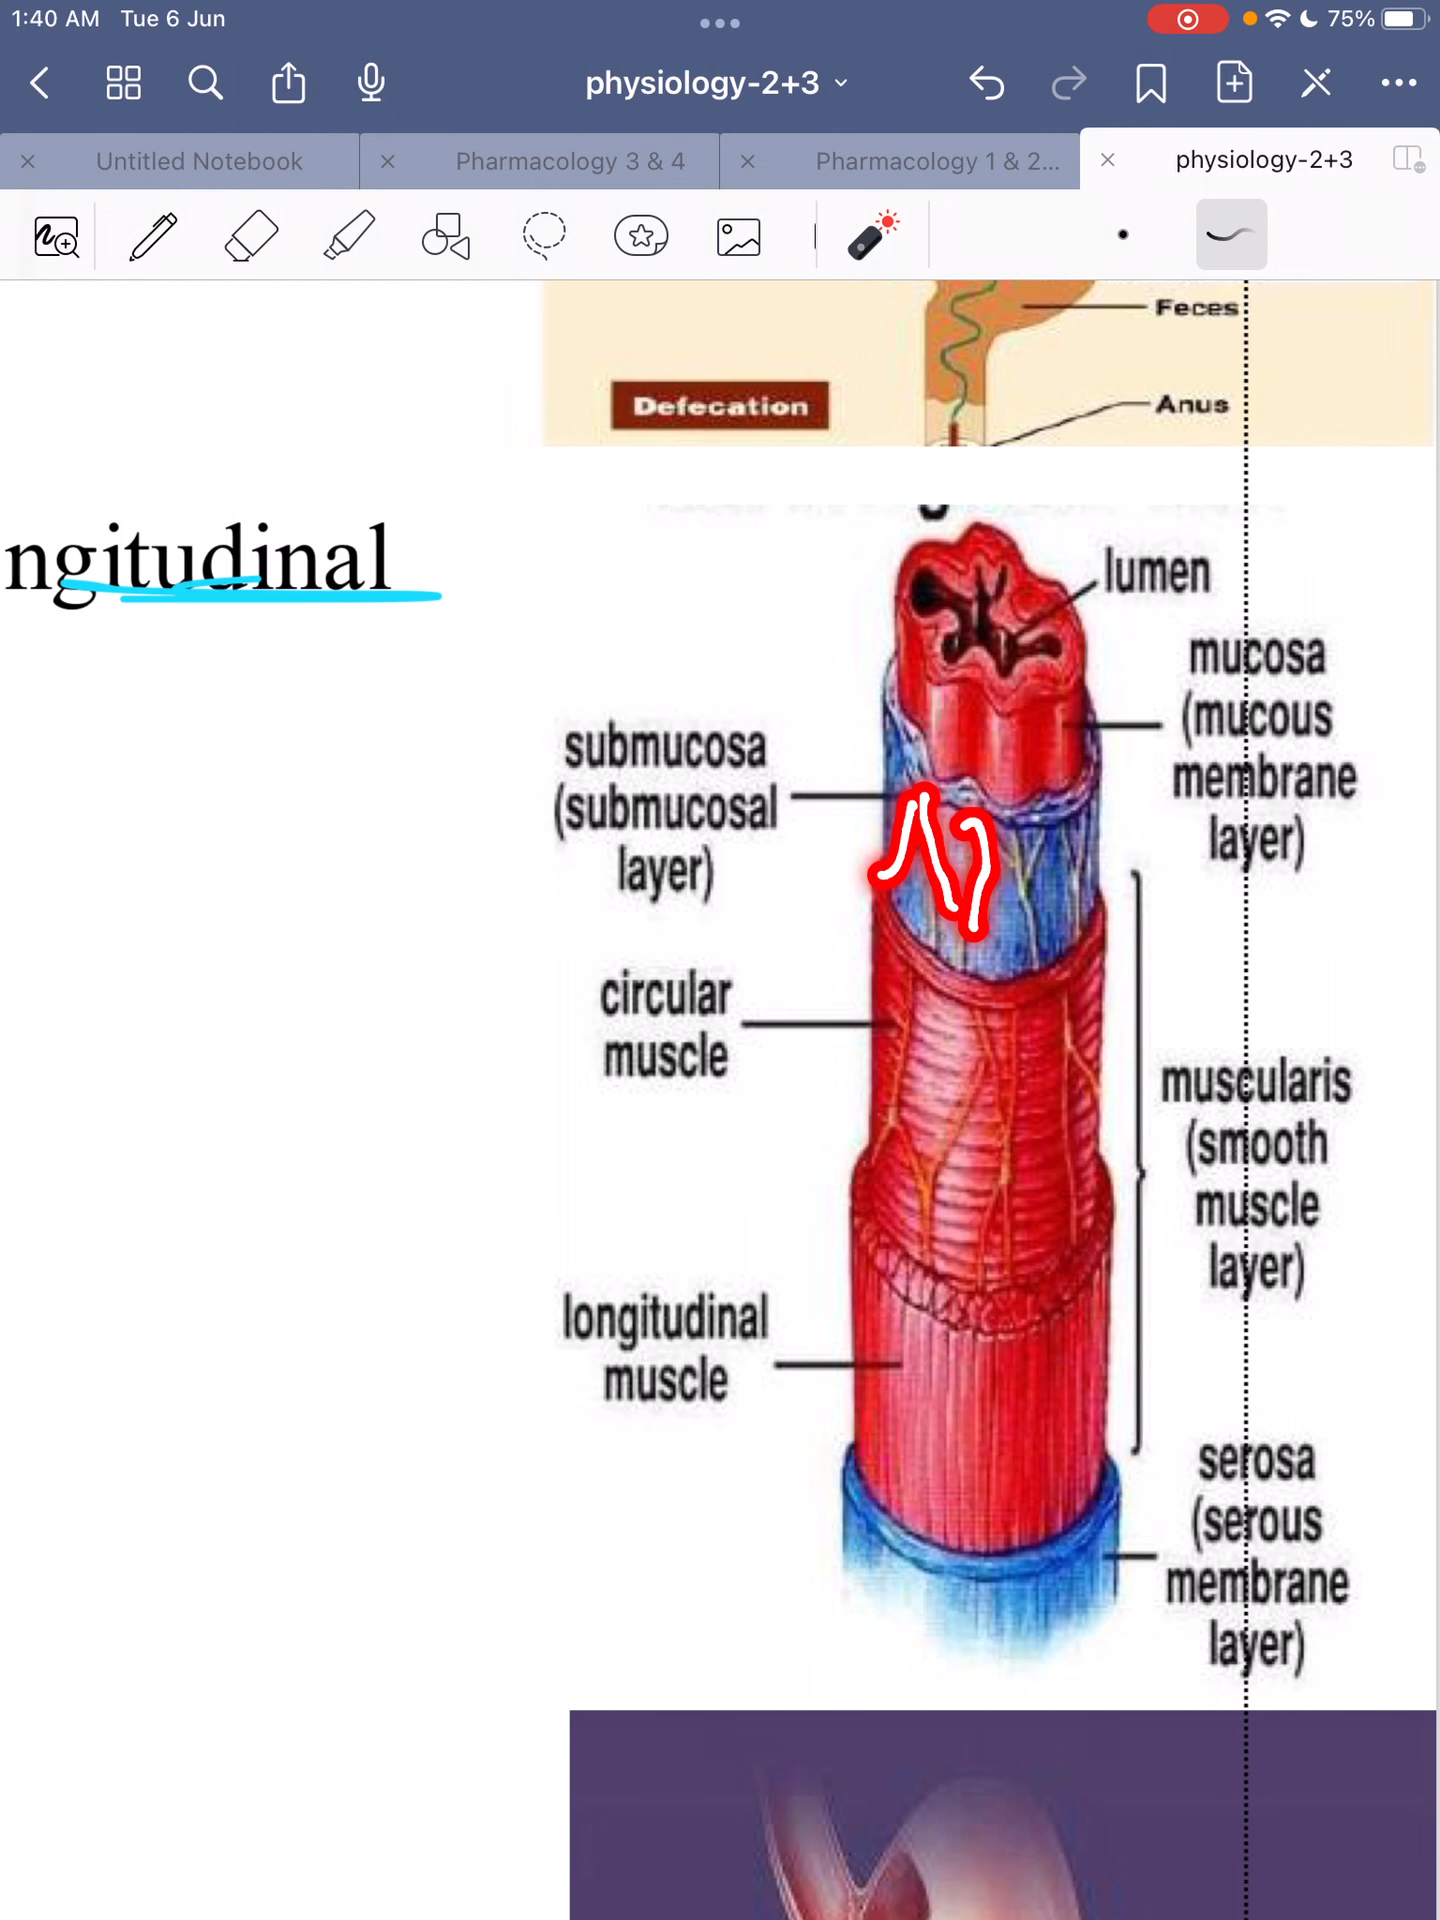 1:40 AM Tue 6 Jun
75%
physiology-2+3
Untitled Notebook
Pharmacology 3 & 4
Pharmacology 1 & 2...
physiology-2+3
Feces
Defecation
Anus
ngitudinal
lumen
mucosa
(mucous
membrane
layer)
submucosa
(submucosal
layer)
circular
muscle
muscularis
(smooth
muscle
layer)
longitudinal
muscle
serosa
(serous
membrane
layer)